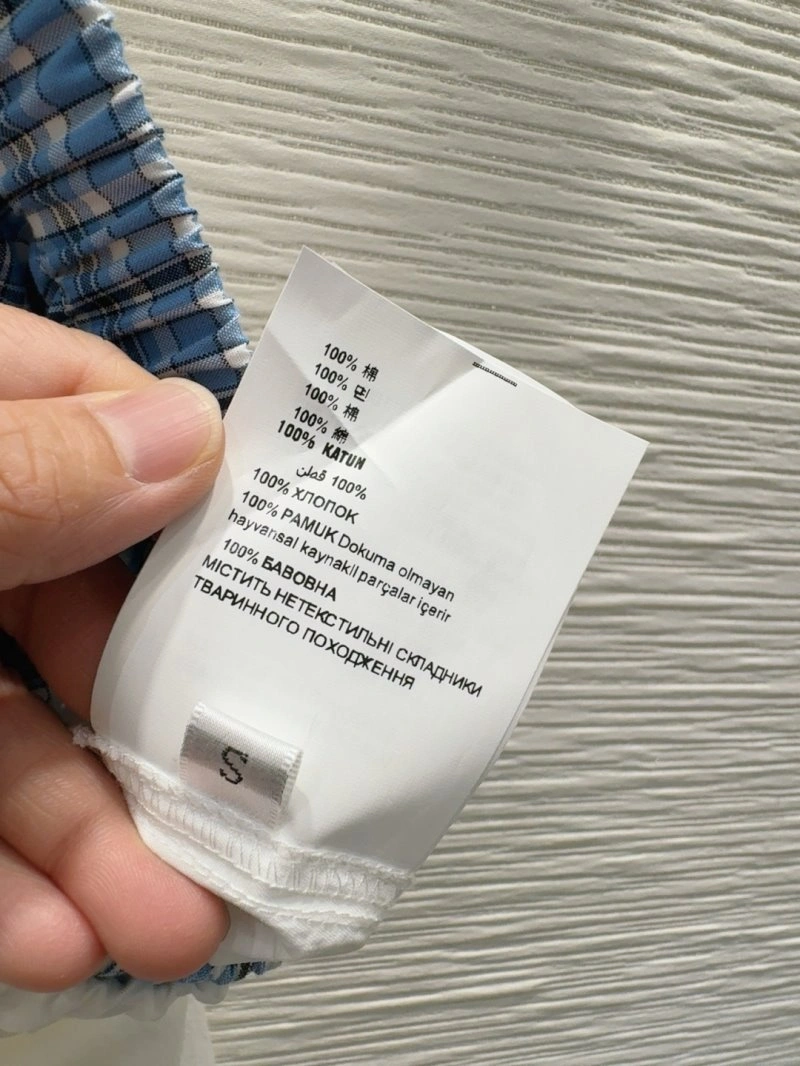 100% 棉
100% 면
100% 棉
100% 綿
100% KATUN
100% قطن
100% ХЛОПОК
100% PAMUK Dokuma olmayan
hayvansal kaynakli parçalar içerir
100% БАВОВНА
МІСТИТЬ НЕТЕКСТИЛЬНІ СКЛАДНИКИ
ТВАРИННОГО ПОХОДЖЕННЯ
S